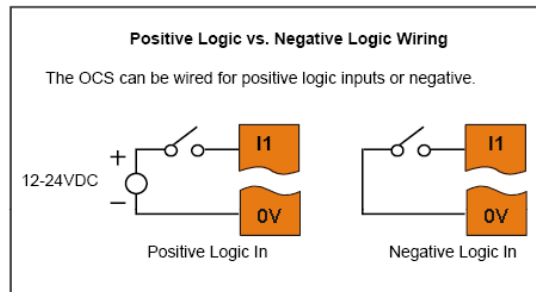 Positive Logic vs. Negative Logic Wiring
The OCS can be wired for positive logic inputs or negative.
I1
I1
+
12-24VDC
–
0V
0V
Positive Logic In
Negative Logic In